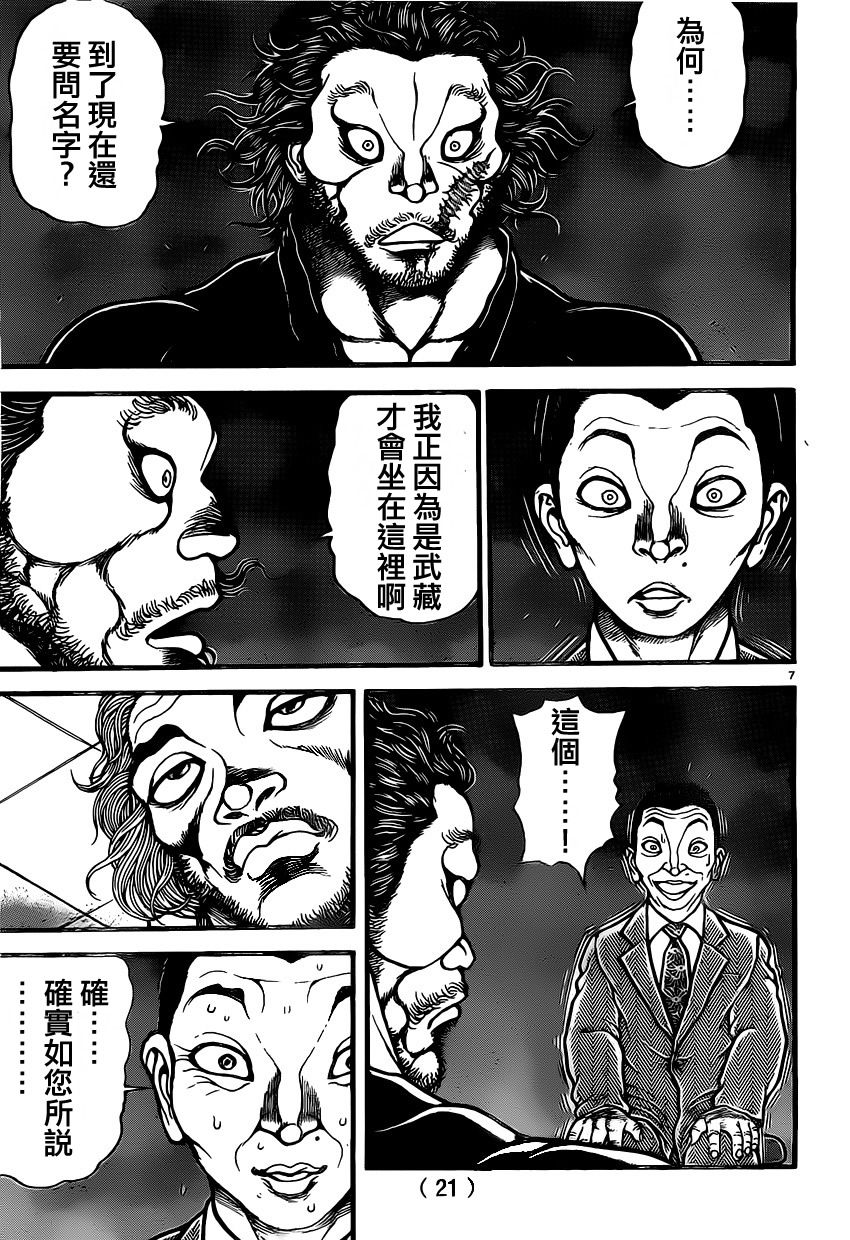 為何……
到了現在還
要問名字？
我正因為是武藏
才會坐在這裡啊
7
這個……！
確……
確實如您所説
…………
（21）